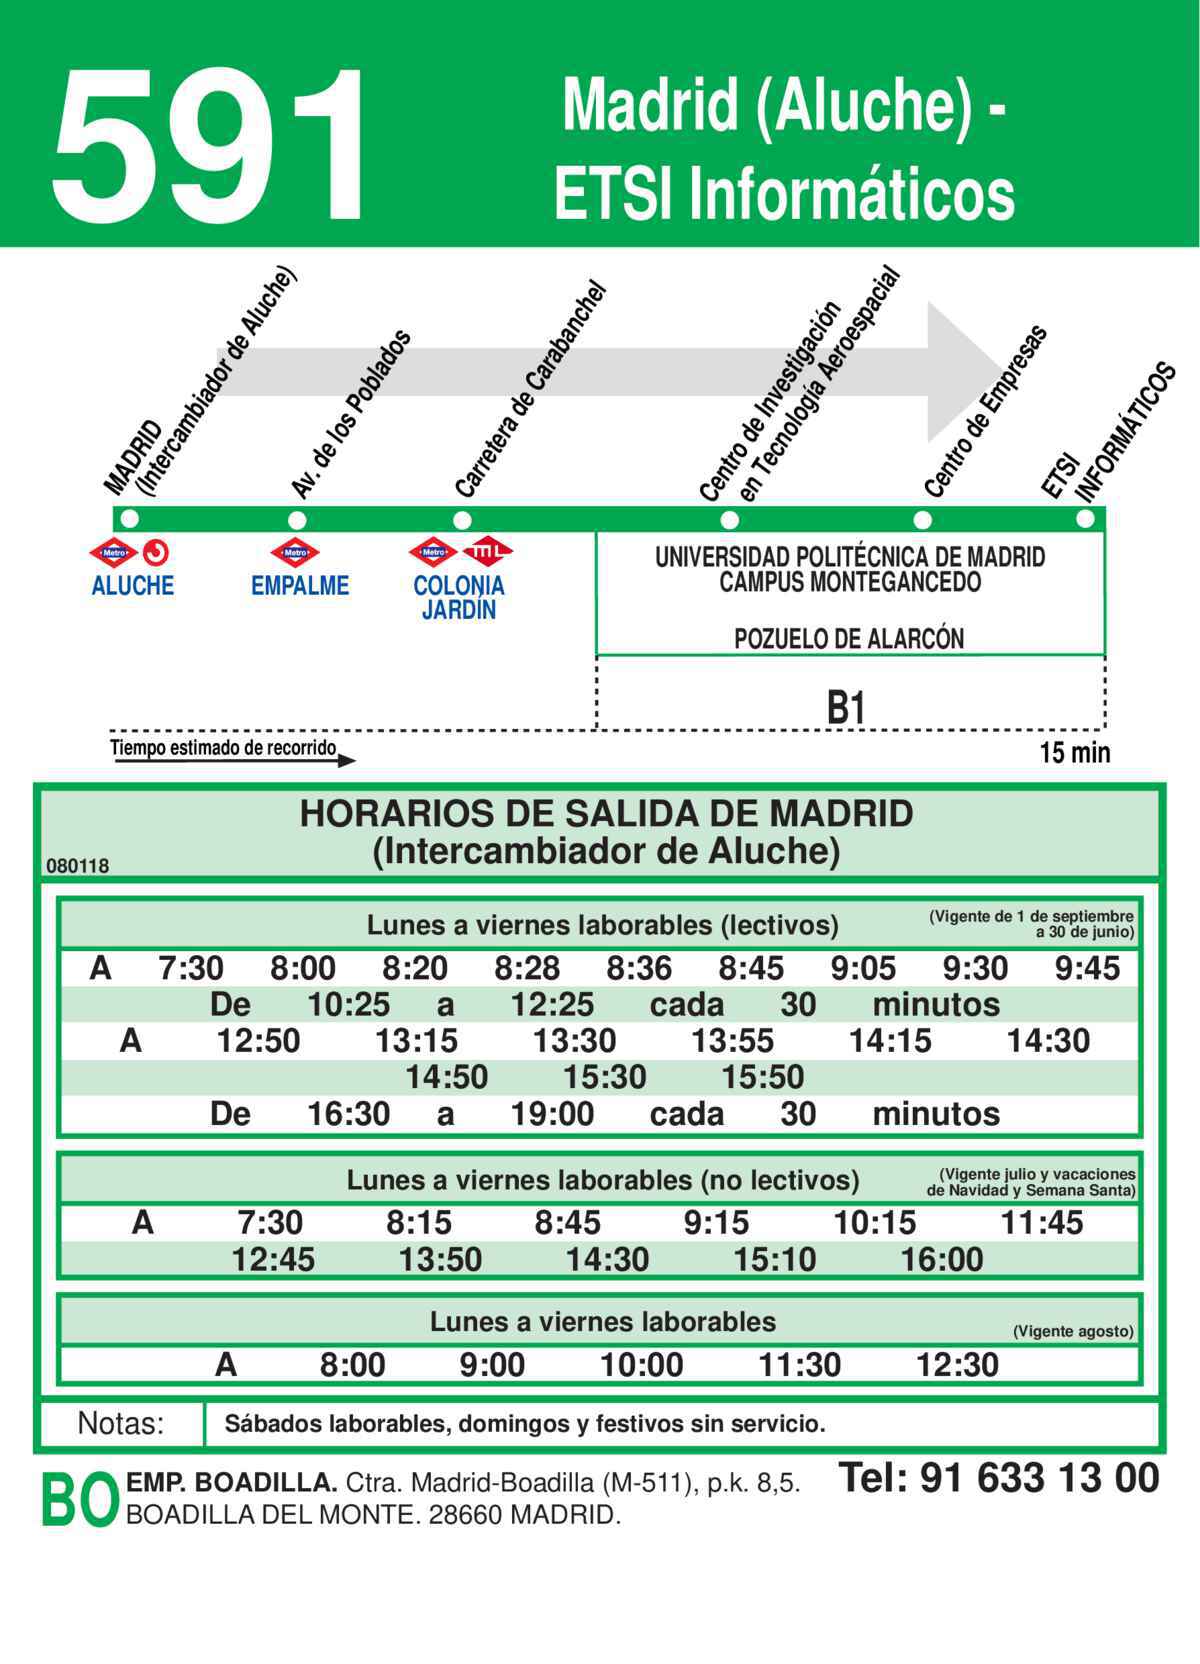 591
Madrid (Aluche) -
ETSI Informáticos
MADRID
(Intercambiador de Aluche)
Av. de los Poblados
Carretera de Carabanchel
Centro de Investigación
en Tecnología Aeroespacial
Centro de Empresas
ETSI
INFORMÁTICOS
Metro
ALUCHE
Metro
EMPALME
Metro ML
COLONIA
JARDÍN
UNIVERSIDAD POLITÉCNICA DE MADRID
CAMPUS MONTEGANCEDO
POZUELO DE ALARCÓN
B1
Tiempo estimado de recorrido
15 min
HORARIOS DE SALIDA DE MADRID
(Intercambiador de Aluche)
080118
Lunes a viernes laborables (lectivos)
(Vigente de 1 de septiembre
a 30 de junio)
A 7:30 8:00 8:20 8:28 8:36 8:45 9:05 9:30 9:45
De 10:25 a 12:25 cada 30 minutos
A 12:50 13:15 13:30 13:55 14:15 14:30
14:50 15:30 15:50
De 16:30 a 19:00 cada 30 minutos
Lunes a viernes laborables (no lectivos)
(Vigente julio y vacaciones
de Navidad y Semana Santa)
A 7:30 8:15 8:45 9:15 10:15 11:45
12:45 13:50 14:30 15:10 16:00
Lunes a viernes laborables
(Vigente agosto)
A 8:00 9:00 10:00 11:30 12:30
Notas: Sábados laborables, domingos y festivos sin servicio.
BO
EMP. BOADILLA. Ctra. Madrid-Boadilla (M-511), p.k. 8,5.
BOADILLA DEL MONTE. 28660 MADRID.
Tel: 91 633 13 00